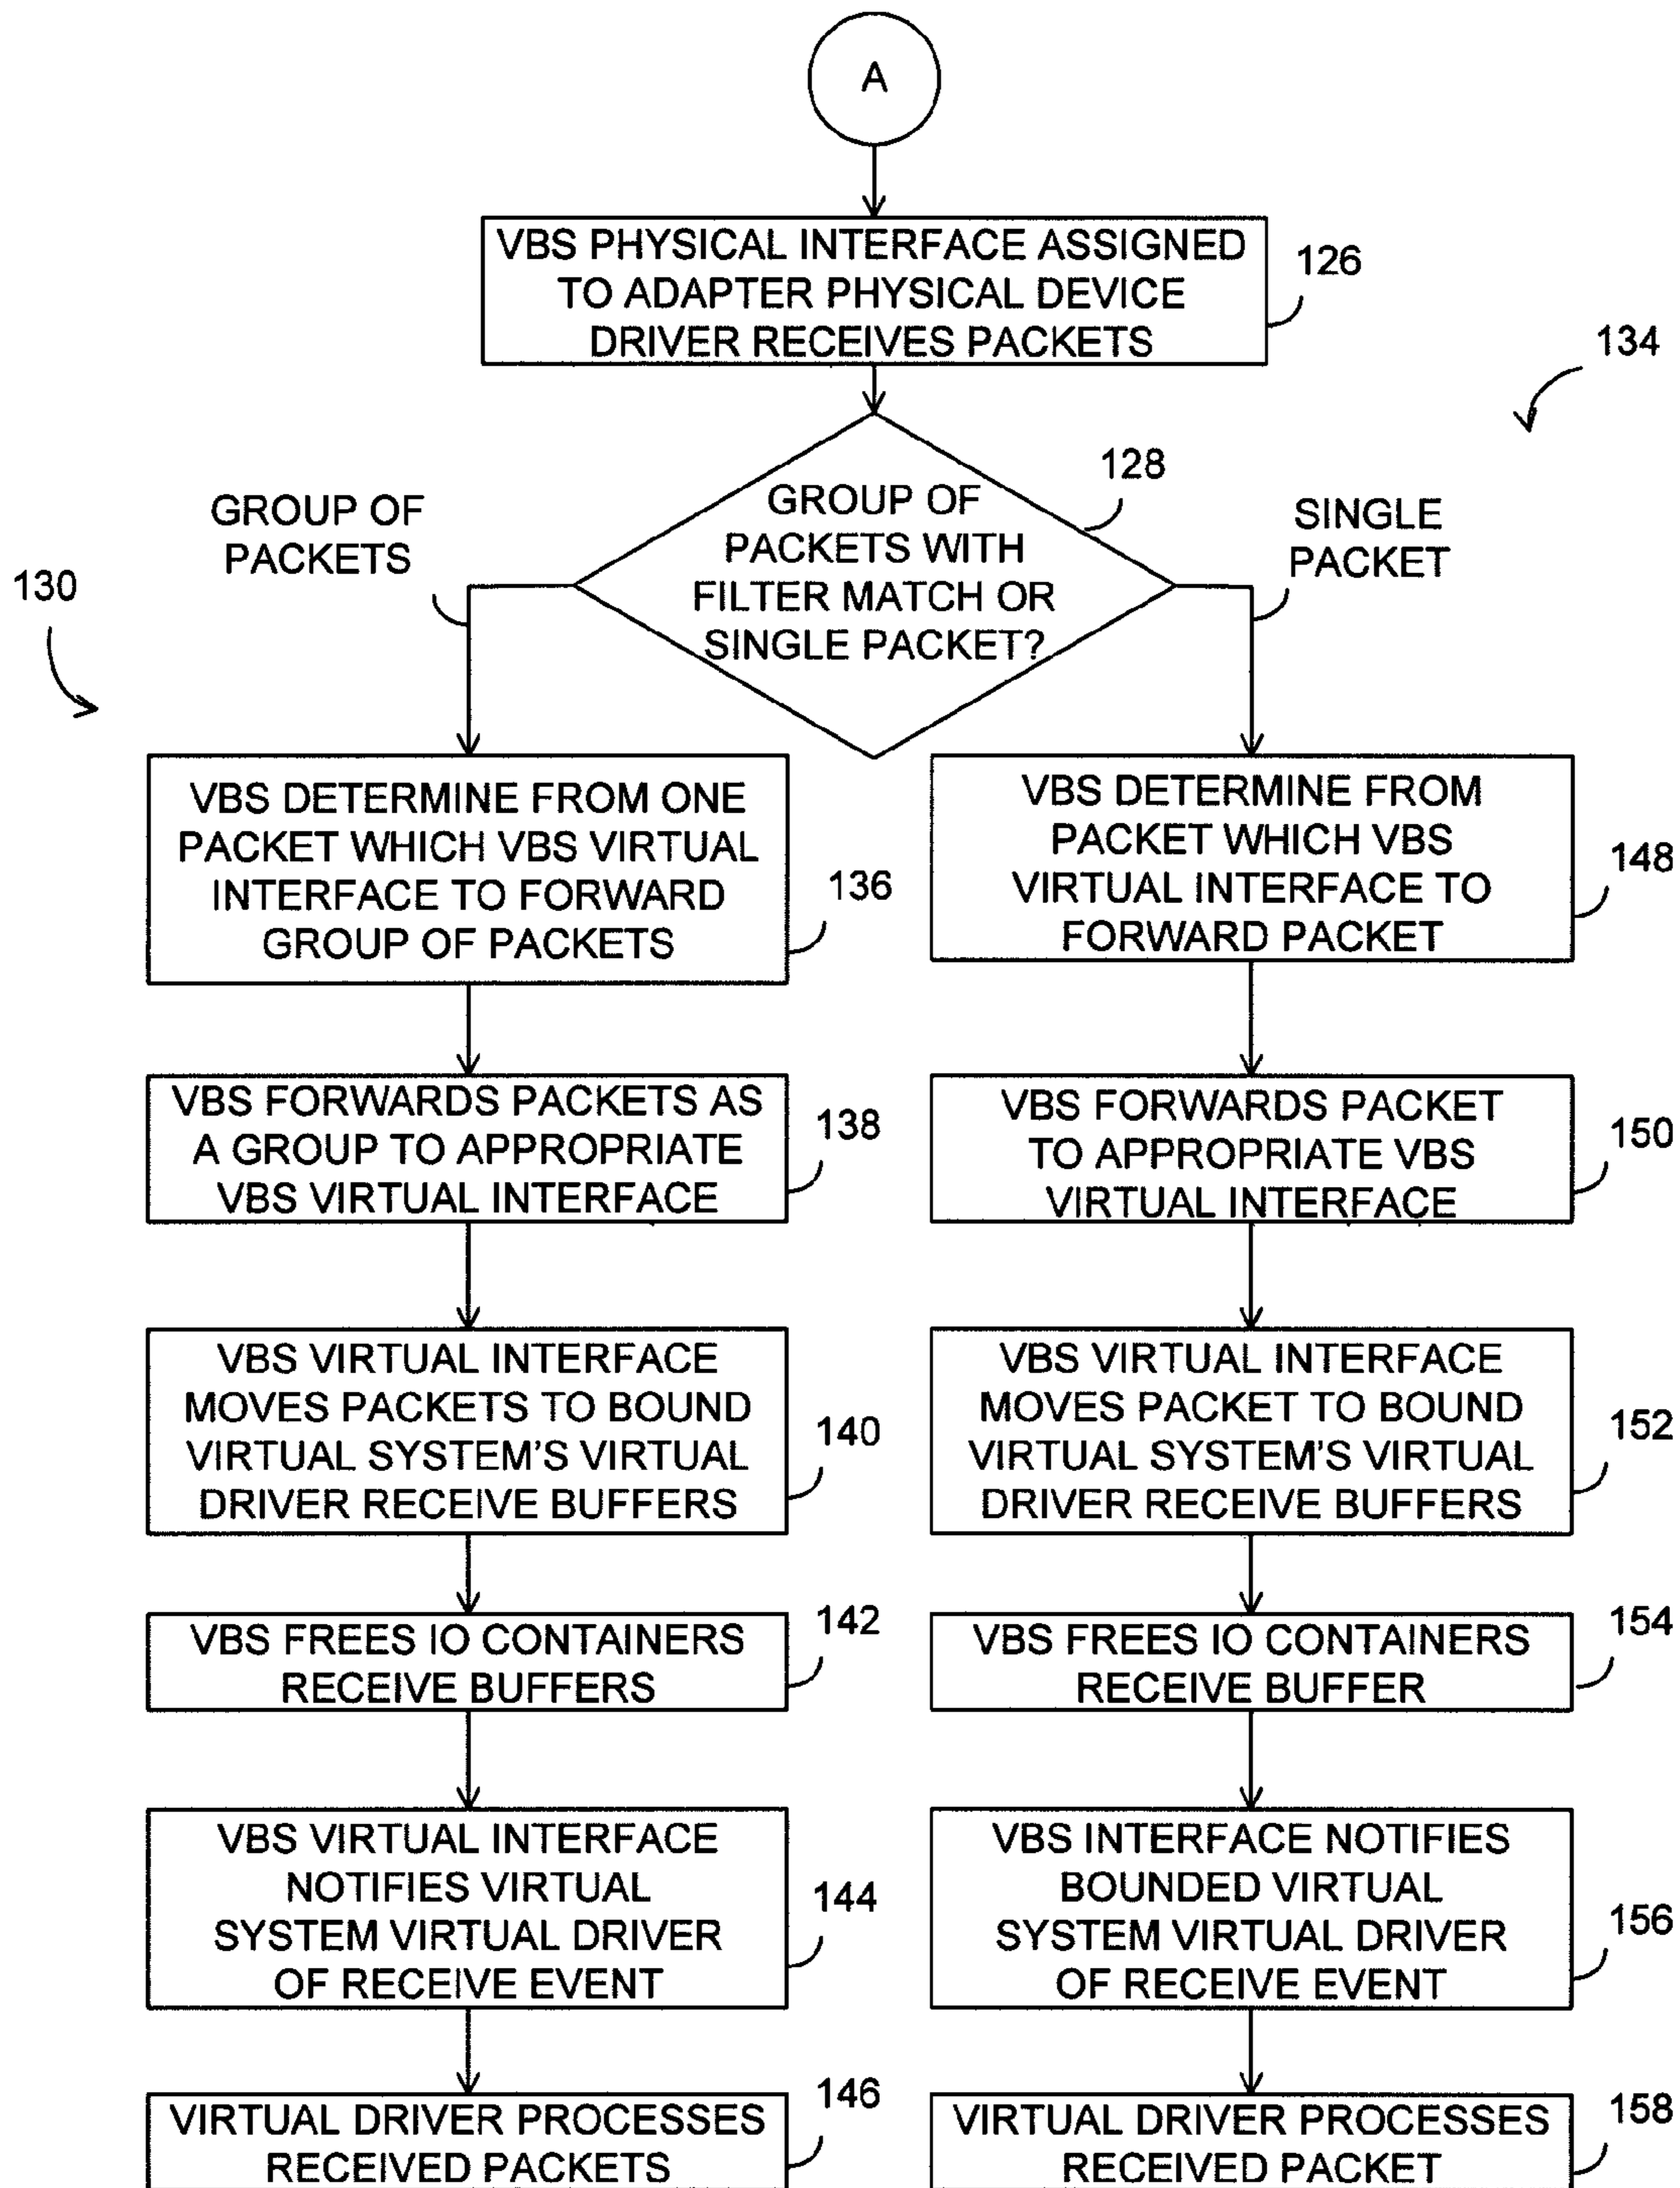 A
VBS PHYSICAL INTERFACE ASSIGNED
TO ADAPTER PHYSICAL DEVICE
DRIVER RECEIVES PACKETS
126
134
128
GROUP OF
PACKETS WITH
FILTER MATCH OR
SINGLE PACKET?
GROUP OF
PACKETS
SINGLE
PACKET
130
VBS DETERMINE FROM ONE
PACKET WHICH VBS VIRTUAL
INTERFACE TO FORWARD
GROUP OF PACKETS
136
VBS FORWARDS PACKETS AS
A GROUP TO APPROPRIATE
VBS VIRTUAL INTERFACE
138
VBS VIRTUAL INTERFACE
MOVES PACKETS TO BOUND
VIRTUAL SYSTEM'S VIRTUAL
DRIVER RECEIVE BUFFERS
140
VBS FREES IO CONTAINERS
RECEIVE BUFFERS
142
VBS VIRTUAL INTERFACE
NOTIFIES VIRTUAL
SYSTEM VIRTUAL DRIVER
OF RECEIVE EVENT
144
VIRTUAL DRIVER PROCESSES
RECEIVED PACKETS
146
VBS DETERMINE FROM
PACKET WHICH VBS
VIRTUAL INTERFACE TO
FORWARD PACKET
148
VBS FORWARDS PACKET
TO APPROPRIATE VBS
VIRTUAL INTERFACE
150
VBS VIRTUAL INTERFACE
MOVES PACKET TO BOUND
VIRTUAL SYSTEM'S VIRTUAL
DRIVER RECEIVE BUFFERS
152
VBS FREES IO CONTAINERS
RECEIVE BUFFER
154
VBS INTERFACE NOTIFIES
BOUNDED VIRTUAL
SYSTEM VIRTUAL DRIVER
OF RECEIVE EVENT
156
VIRTUAL DRIVER PROCESSES
RECEIVED PACKET
158